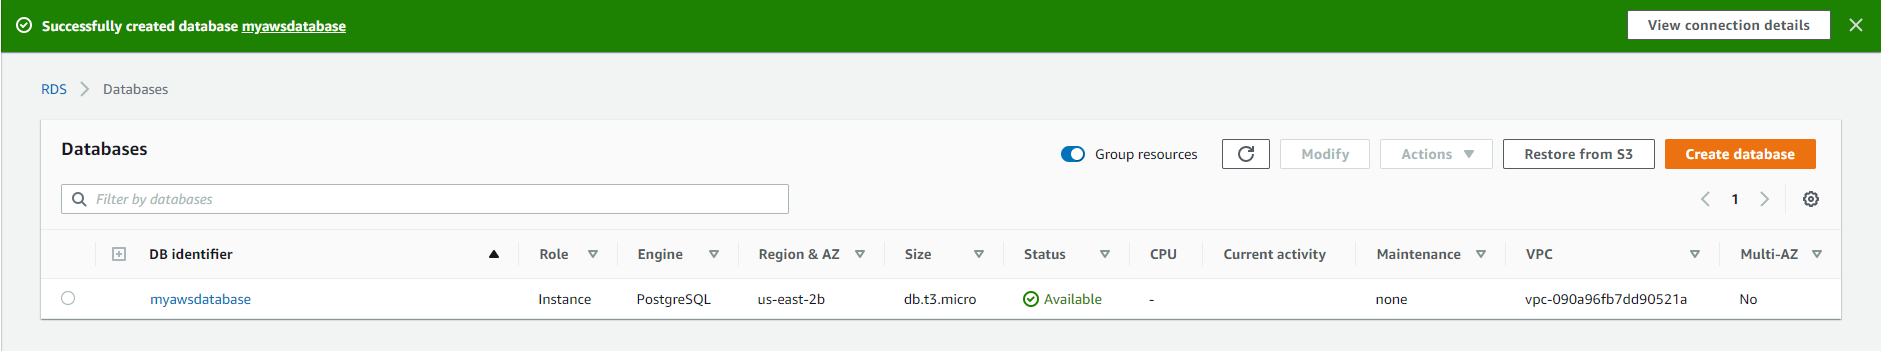 Successfully created database myawsdatabase
View connection details
RDS
Databases
Databases
Group resources
Modify
Actions
Restore from S3
Create database
Filter by databases
1
DB identifier Role Engine Region & AZ Size Status CPU Current activity Maintenance VPC Multi-AZ
myawsdatabase Instance PostgreSQL us-east-2b db.t3.micro Available - none vpc-090a96fb7dd90521a No